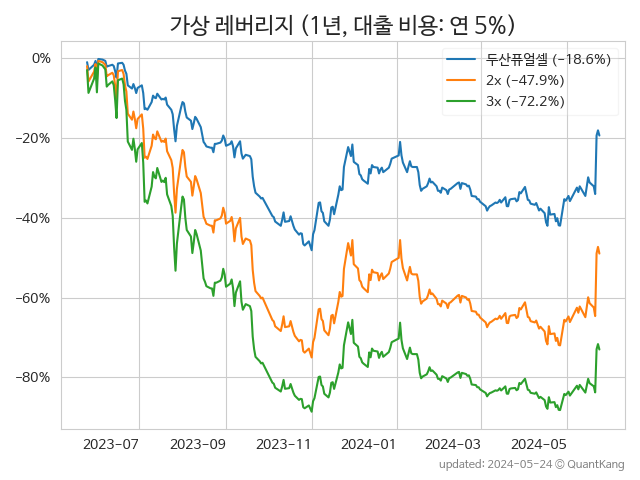 가상 레버리지 (1년, 대출 비용: 연 5%)
두산퓨얼셀 (−18.6%)
2x (−47.9%)
3x (−72.2%)
0%
−20%
−40%
−60%
−80%
2023-07 2023-09 2023-11 2024-01 2024-03 2024-05
updated: 2024-05-24 © QuantKang